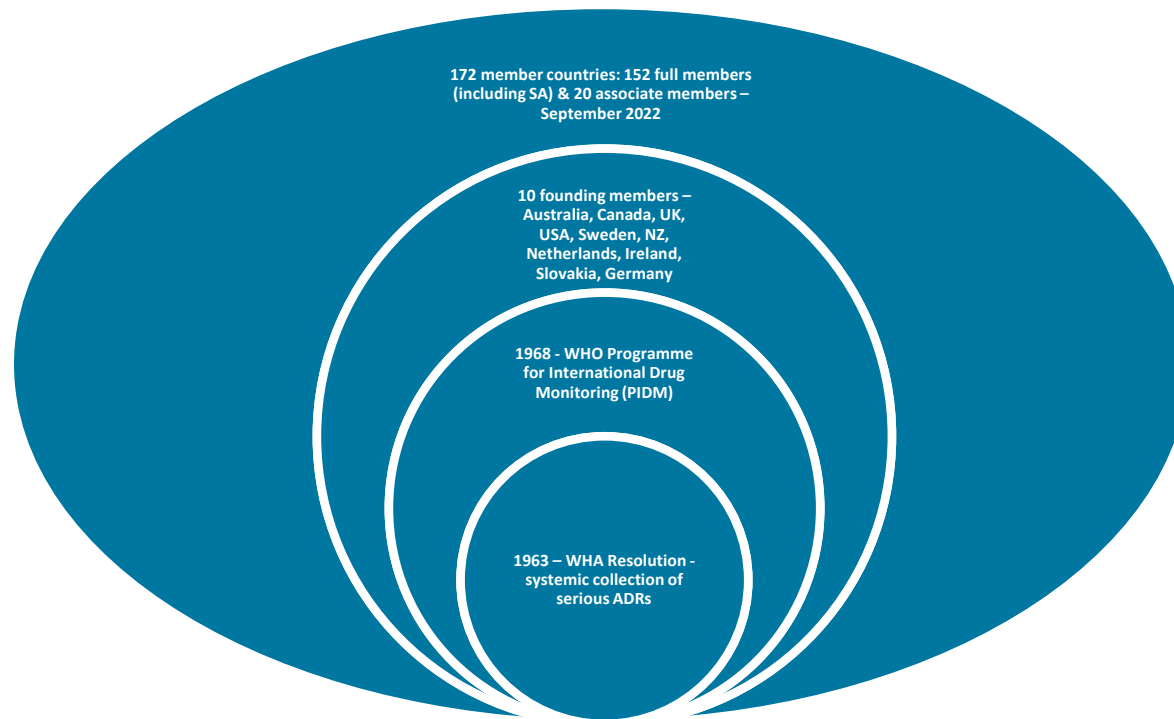 172 member countries: 152 full members
(including SA) & 20 associate members –
September 2022
10 founding members –
Australia, Canada, UK,
USA, Sweden, NZ,
Netherlands, Ireland,
Slovakia, Germany
1968 - WHO Programme
for International Drug
Monitoring (PIDM)
1963 – WHA Resolution -
systemic collection of
serious ADRs